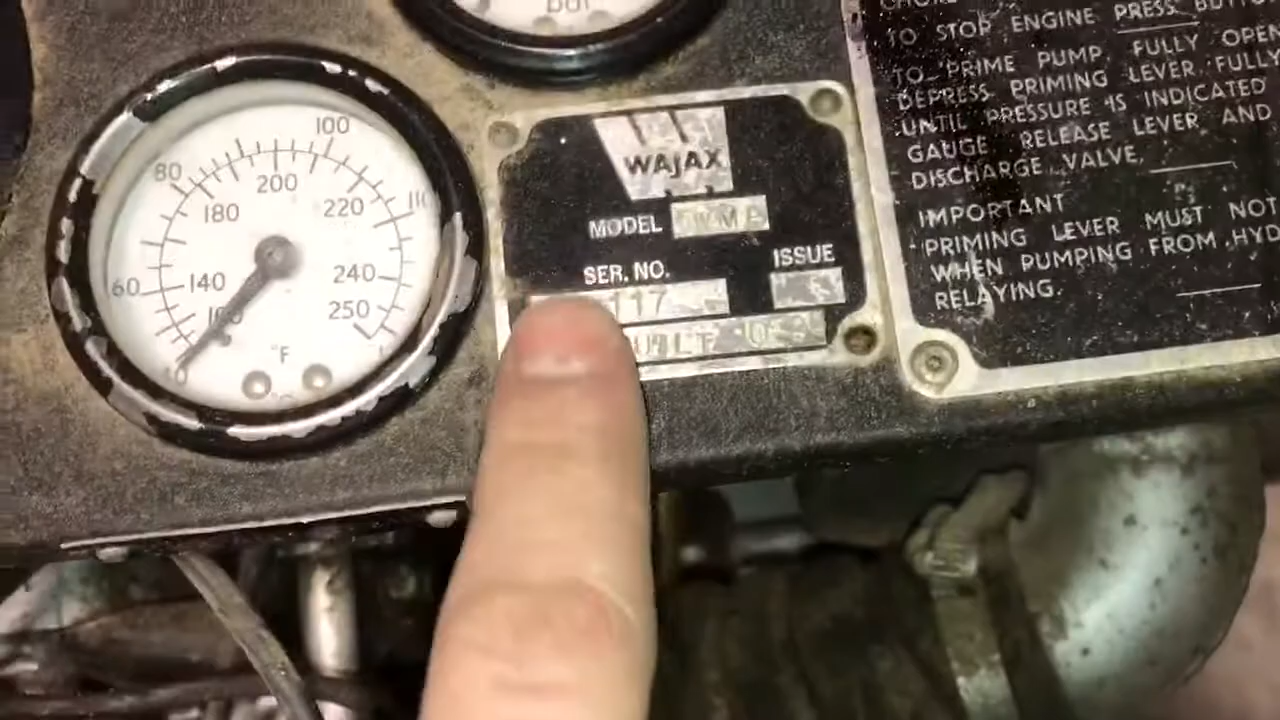 100
80
200
180
220
60
140
240
250
°F
WAJAX
MODEL
SER. NO.
ISSUE
117
TO STOP ENGINE PRESS
TO PRIME PUMP, FULLY OPEN
DEPRESS PRIMING LEVER FULLY
UNTIL PRESSURE IS INDICATED
GAUGE RELEASE LEVER AND
DISCHARGE VALVE.
IMPORTANT
PRIMING LEVER MUST NOT
WHEN PUMPING FROM HYD
RELAYING.